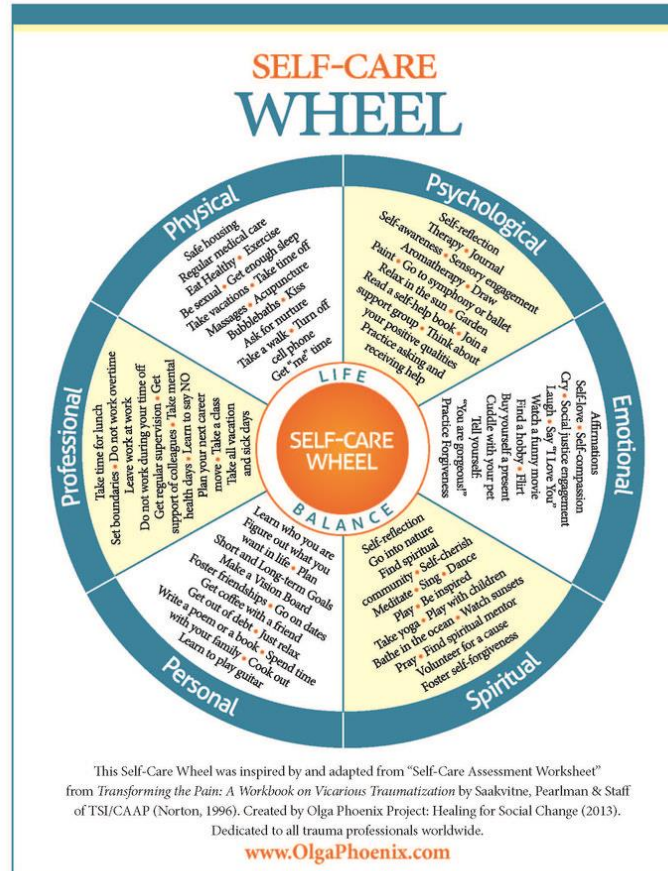 SELF-CARE
WHEEL
Physical
Safe housing
Regular medical care
Eat Healthy • Exercise
Be sexual • Get enough sleep
Take vacations • Take time off
Massages • Acupuncture
Bubblebaths • Kiss
Ask for nurture
Take a walk • Turn off
cell phone
Get "me" time
Psychological
Self-reflection
Therapy • Journal
Self-awareness • Sensory engagement
Aromatherapy • Draw
Paint • Go to symphony or ballet
Relax in the sun • Garden
Read a self-help book • Join a
support group • Think about
your positive qualities
Practice asking and
receiving help
Emotional
Affirmations
Self-love • Self-compassion
Cry • Social justice engagement
Laugh • Say "I Love You"
Watch a funny movie
Find a hobby • Flirt
Buy yourself a present
Cuddle with your pet
Tell yourself:
"You are gorgeous!"
Practice Forgiveness
Spiritual
Self-reflection
Go into nature
Find spiritual
community • Self-cherish
Meditate • Sing • Dance
Play • Be inspired
Take yoga • Play with children
Bathe in the ocean • Watch sunsets
Pray • Find spiritual mentor
Volunteer for a cause
Foster self-forgiveness
Personal
Learn who you are
Figure out what you
want in life • Plan
Short and Long-term Goals
Make a Vision Board
Foster friendships • Go on dates
Get coffee with a friend
Get out of debt • Just relax
Write a poem or a book • Spend time
with your family • Cook out
Learn to play guitar
Professional
Take time for lunch
Set boundaries • Do not work overtime
Leave work at work
Do not work during your time off
Get regular supervision • Get
support of colleagues • Take mental
health days • Learn to say NO
Plan your next career
move • Take a class
Take all vacation
and sick days
LIFE
SELF-CARE
WHEEL
BALANCE
This Self-Care Wheel was inspired by and adapted from "Self-Care Assessment Worksheet"
from Transforming the Pain: A Workbook on Vicarious Traumatization by Saakvitne, Pearlman & Staff
of TSI/CAAP (Norton, 1996). Created by Olga Phoenix Project: Healing for Social Change (2013).
Dedicated to all trauma professionals worldwide.
www.OlgaPhoenix.com